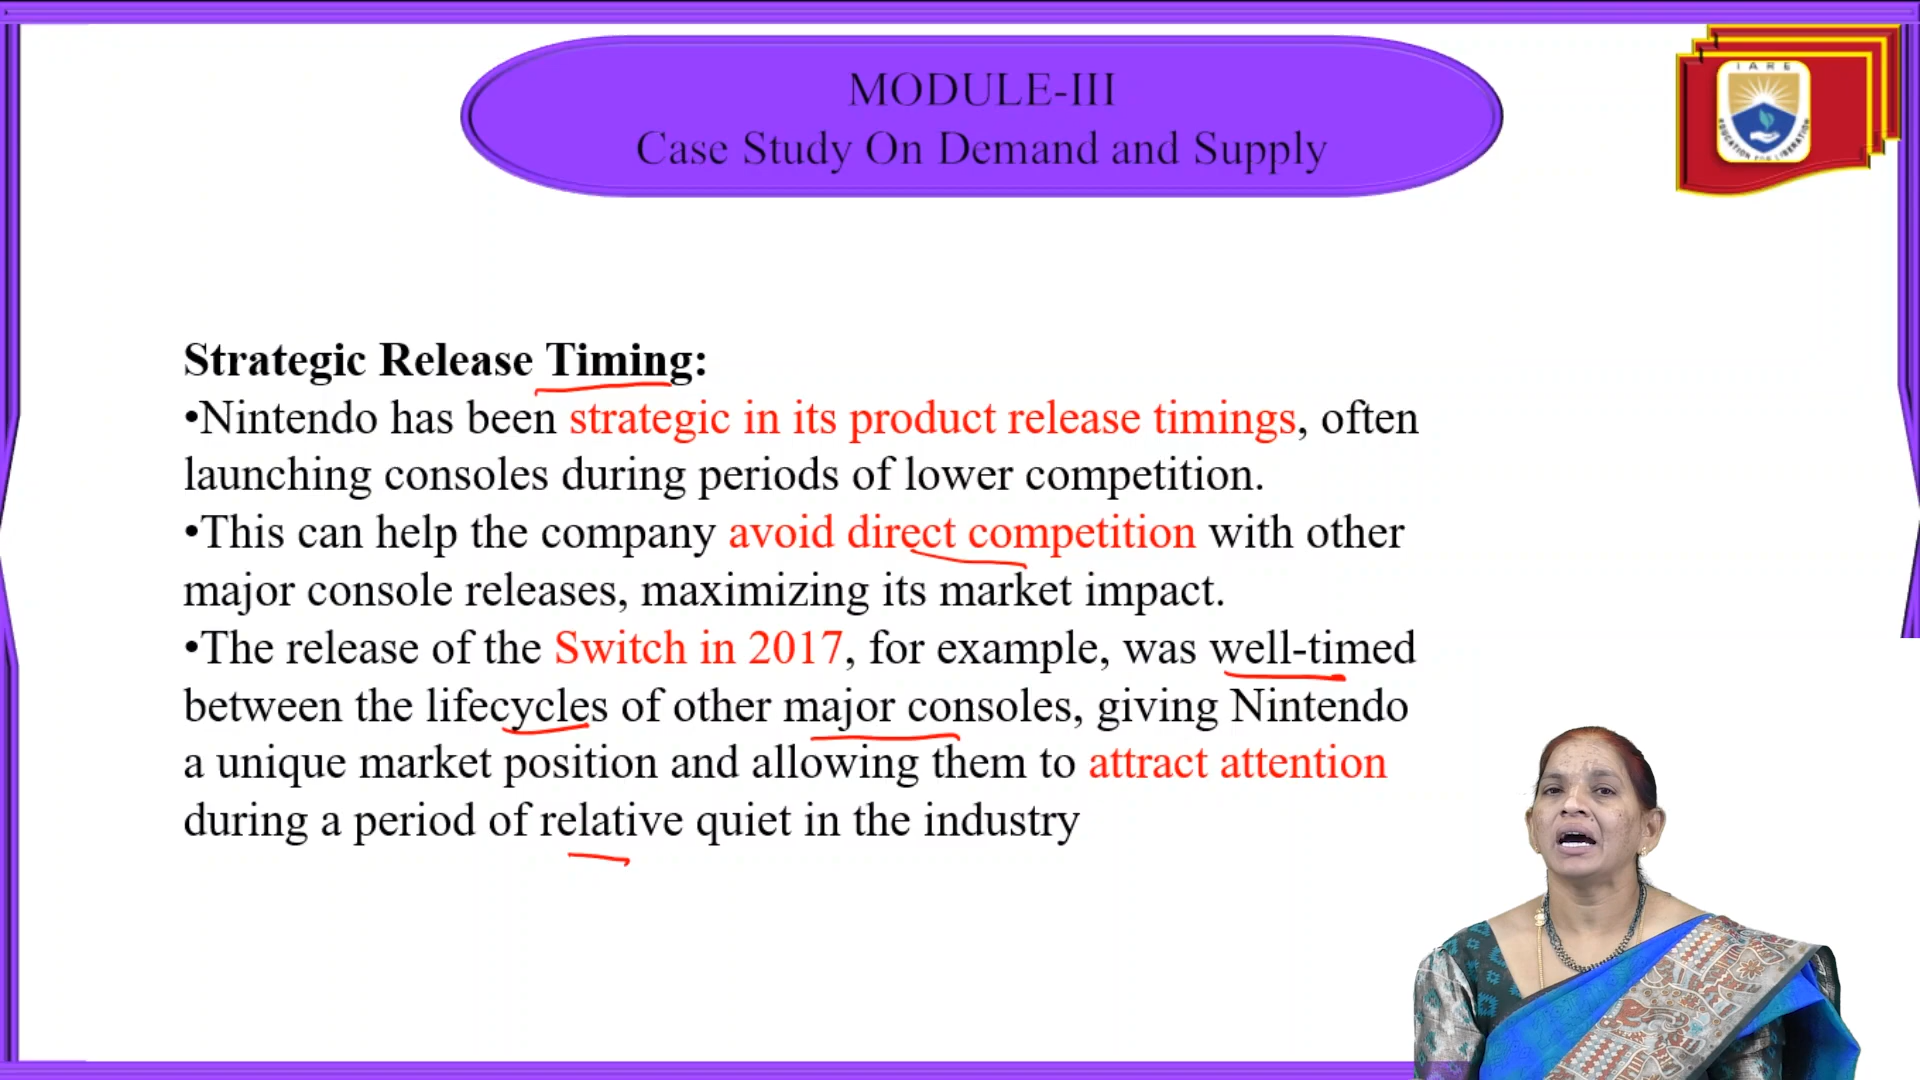 MODULE-III
Case Study On Demand and Supply
IARE
EDUCATION FOR LIBERATION
Strategic Release Timing:
•Nintendo has been strategic in its product release timings, often
launching consoles during periods of lower competition.
•This can help the company avoid direct competition with other
major console releases, maximizing its market impact.
•The release of the Switch in 2017, for example, was well-timed
between the lifecycles of other major consoles, giving Nintendo
a unique market position and allowing them to attract attention
during a period of relative quiet in the industry